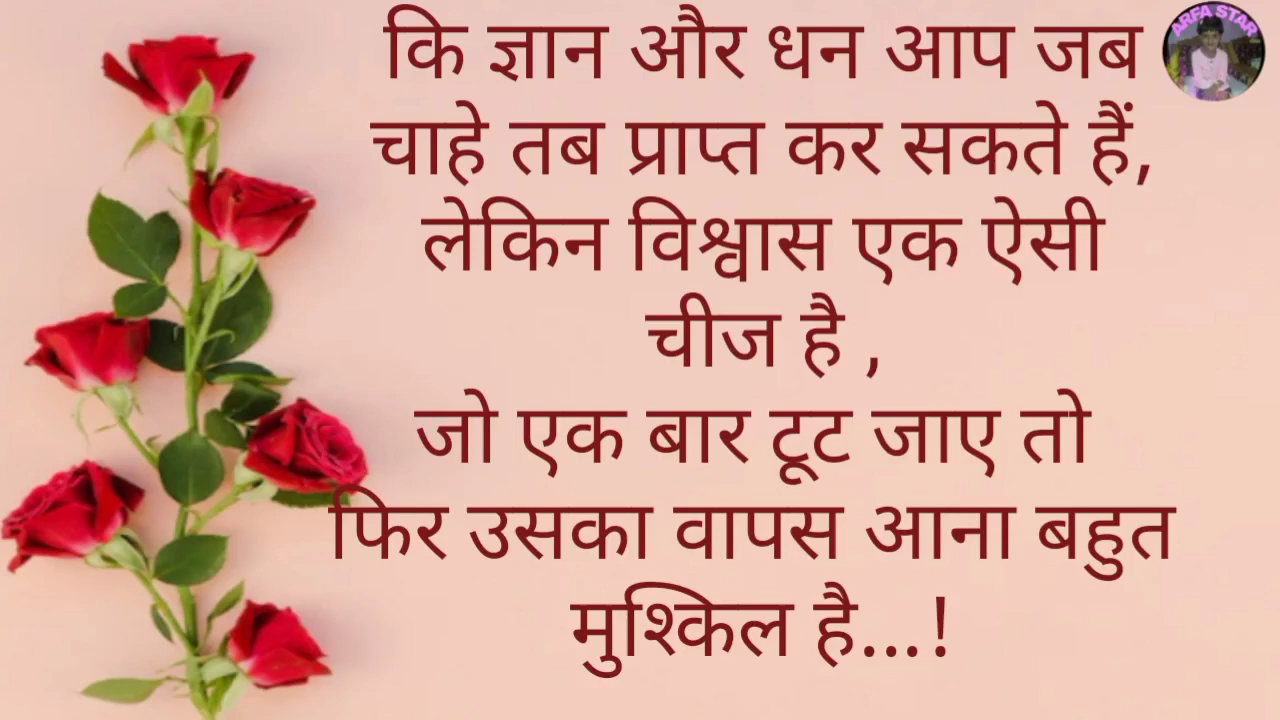 कि ज्ञान और धन आप जब
चाहे तब प्राप्त कर सकते हैं,
लेकिन विश्वास एक ऐसी
चीज है ,
जो एक बार टूट जाए तो
फिर उसका वापस आना बहुत
मुश्किल है...!
ARFA STAR